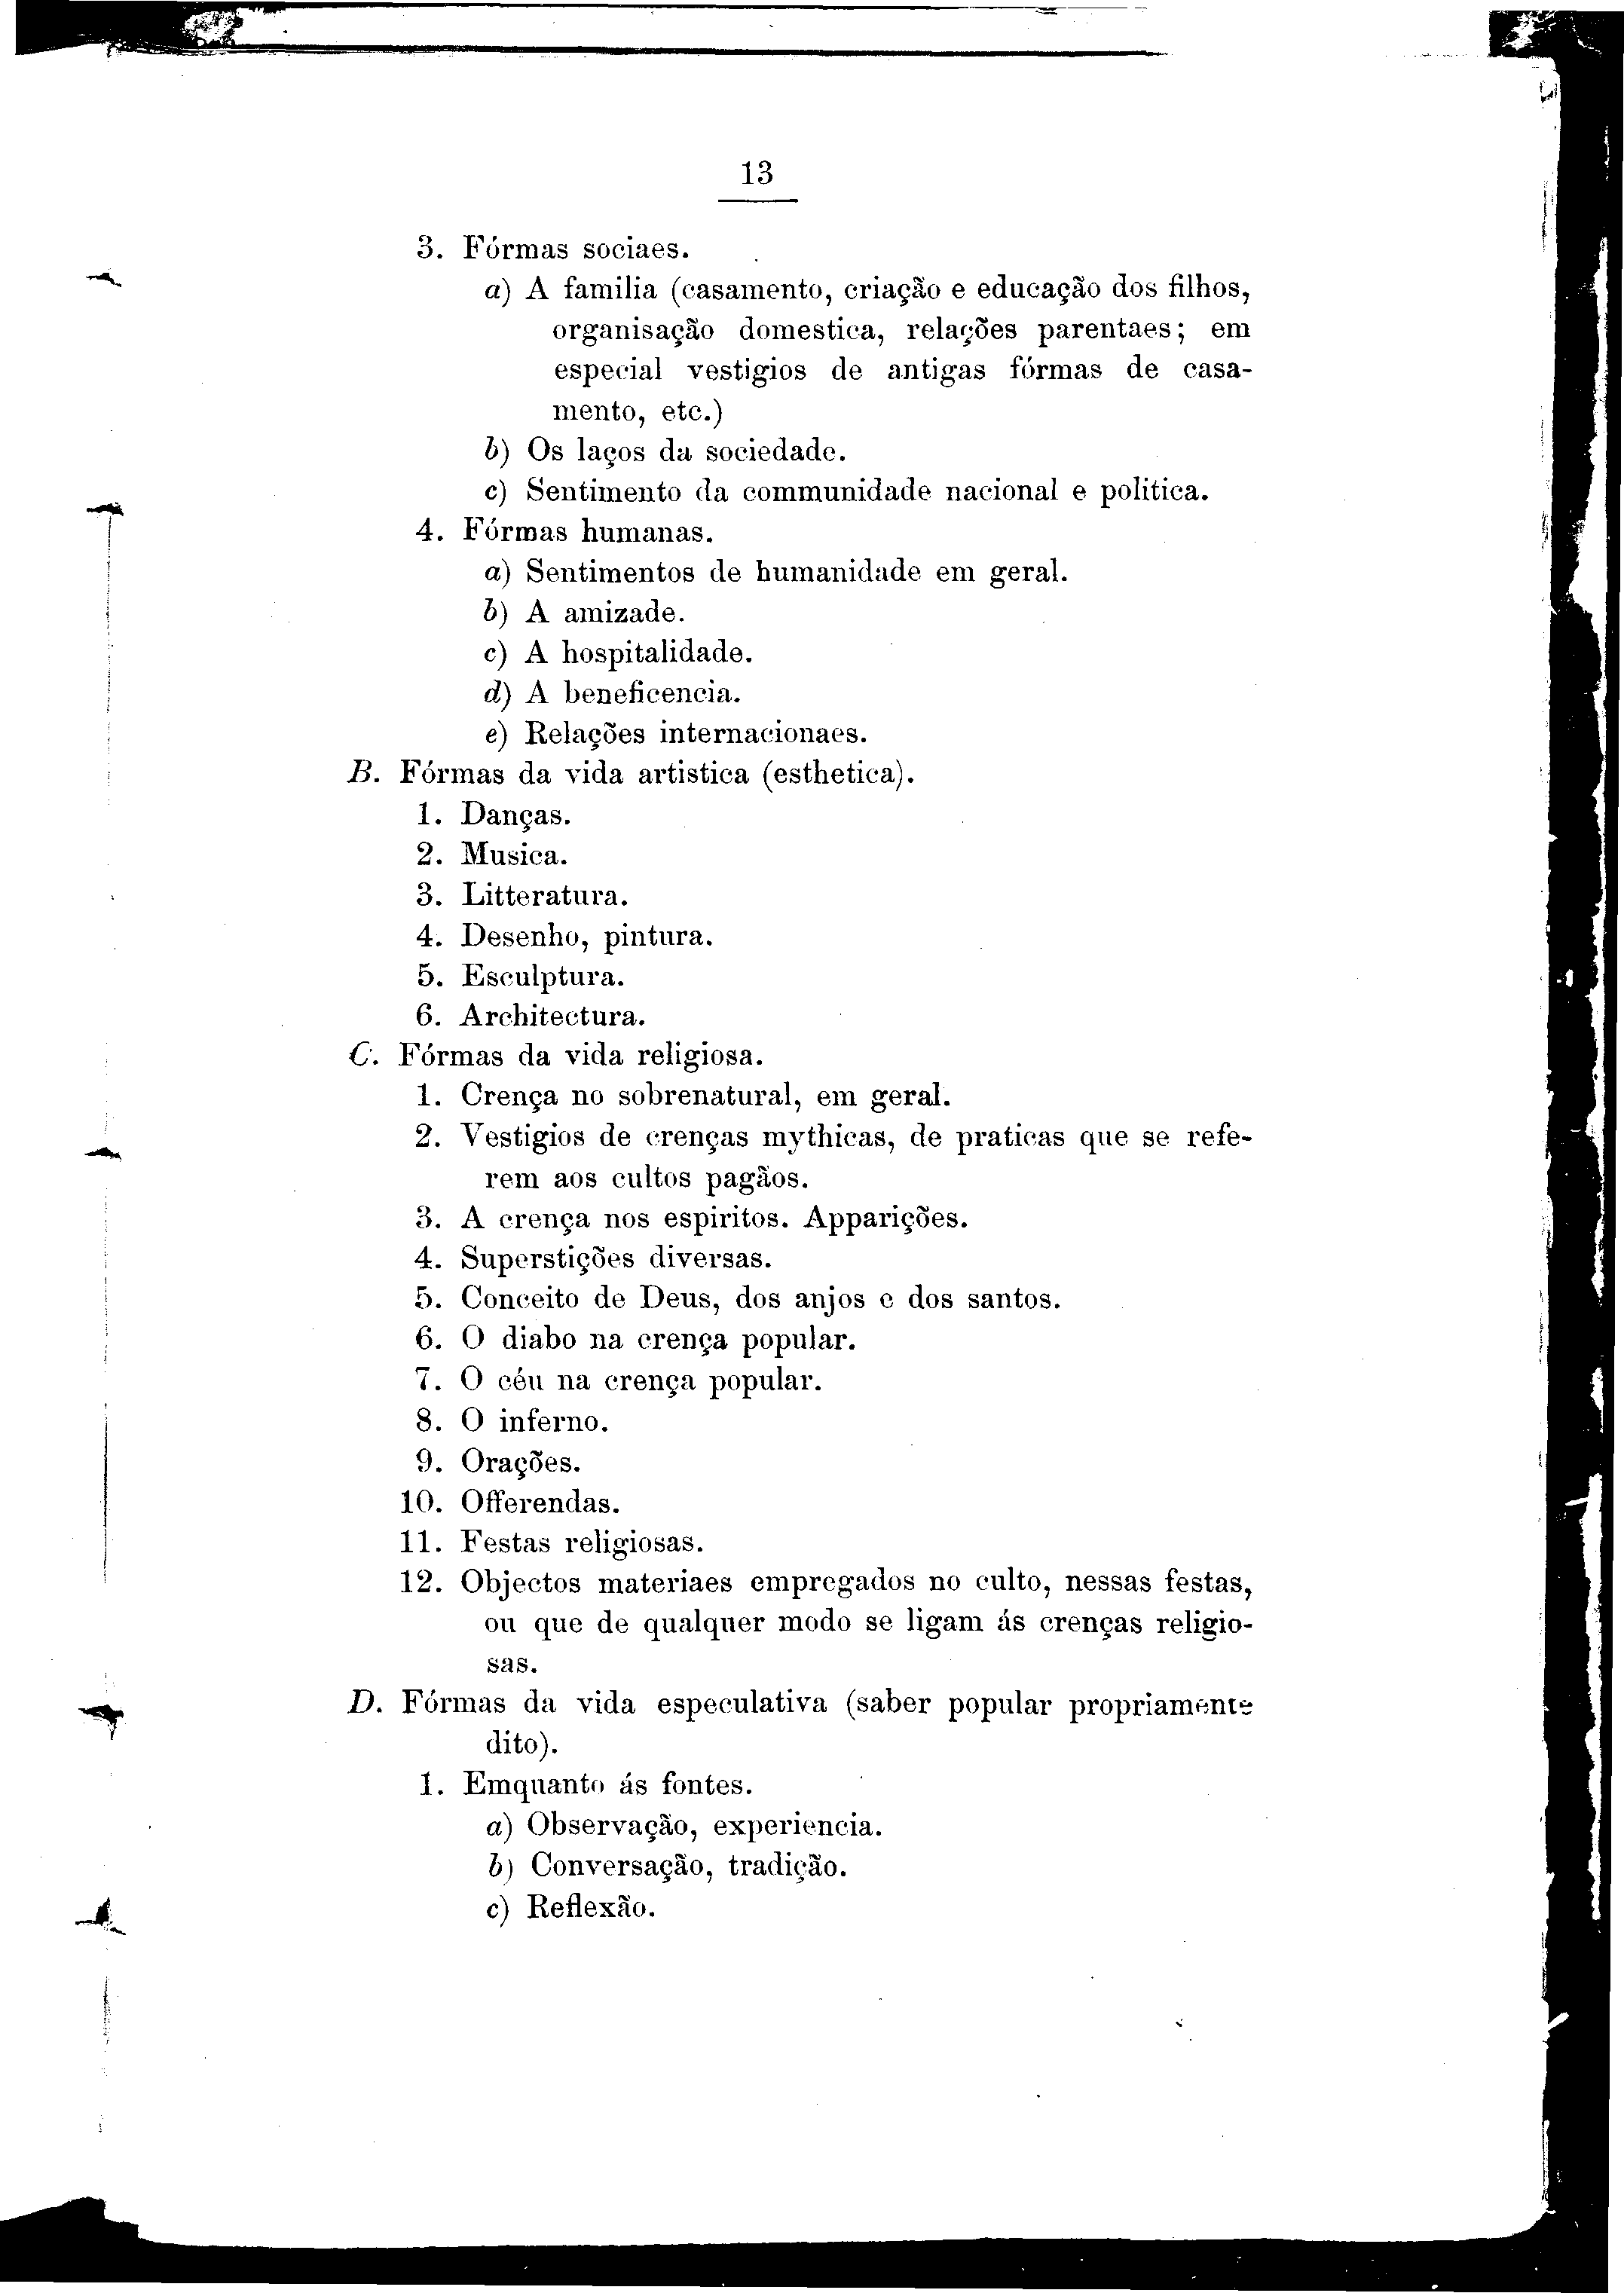 13
3. Fórmas sociaes.
a) A familia (casamento, criação e educação dos filhos,
organisação domestica, relações parentaes; em
especial vestigios de antigas fórmas de casa-
mento, etc.)
b) Os laços da sociedade.
c) Sentimento da communidade nacional e politica.
4. Fórmas humanas.
a) Sentimentos de humanidade em geral.
b) A amizade.
c) A hospitalidade.
d) A beneficencia.
e) Relações internacionaes.
B. Fórmas da vida artistica (esthetica).
1. Danças.
2. Musica.
3. Litteratura.
4. Desenho, pintura.
5. Esculptura.
6. Architectura.
C. Fórmas da vida religiosa.
1. Crença no sobrenatural, em geral.
2. Vestigios de crenças mythicas, de praticas que se refe-
rem aos cultos pagãos.
3. A crença nos espiritos. Apparições.
4. Superstições diversas.
5. Conceito de Deus, dos anjos e dos santos.
6. O diabo na crença popular.
7. O céu na crença popular.
8. O inferno.
9. Orações.
10. Offerendas.
11. Festas religiosas.
12. Objectos materiaes empregados no culto, nessas festas,
ou que de qualquer modo se ligam ás crenças religio-
sas.
D. Fórmas da vida especulativa (saber popular propriamente
dito).
1. Emquanto ás fontes.
a) Observação, experiencia.
b) Conversação, tradição.
c) Reflexão.